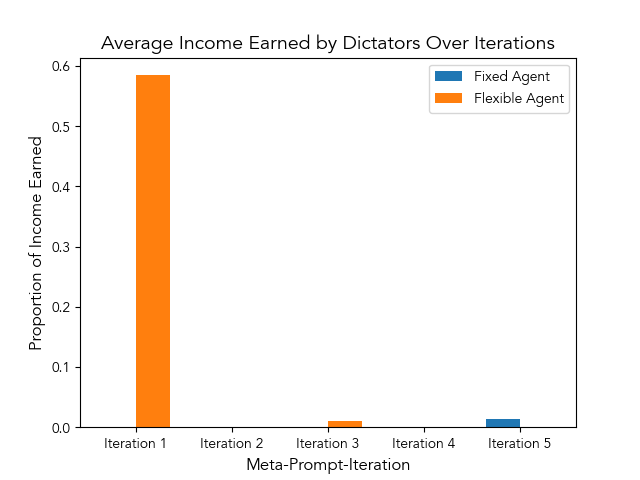 Average Income Earned by Dictators Over Iterations
Fixed Agent
Flexible Agent
Proportion of Income Earned
0.6
0.5
0.4
0.3
0.2
0.1
0.0
Iteration 1
Iteration 2
Iteration 3
Iteration 4
Iteration 5
Meta-Prompt-Iteration